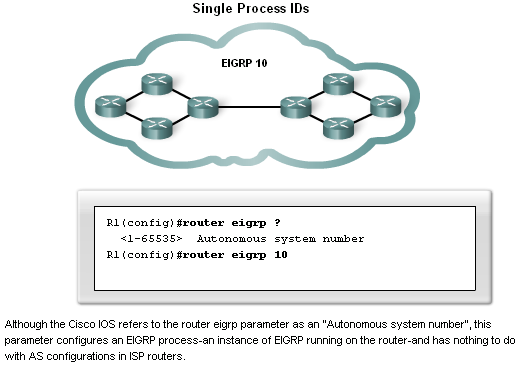 Single Process IDs
EIGRP 10
R1(config)#router eigrp ?
<1-65535> Autonomous system number
R1(config)#router eigrp 10
Although the Cisco IOS refers to the router eigrp parameter as an "Autonomous system number", this
parameter configures an EIGRP process-an instance of EIGRP running on the router-and has nothing to do
with AS configurations in ISP routers.